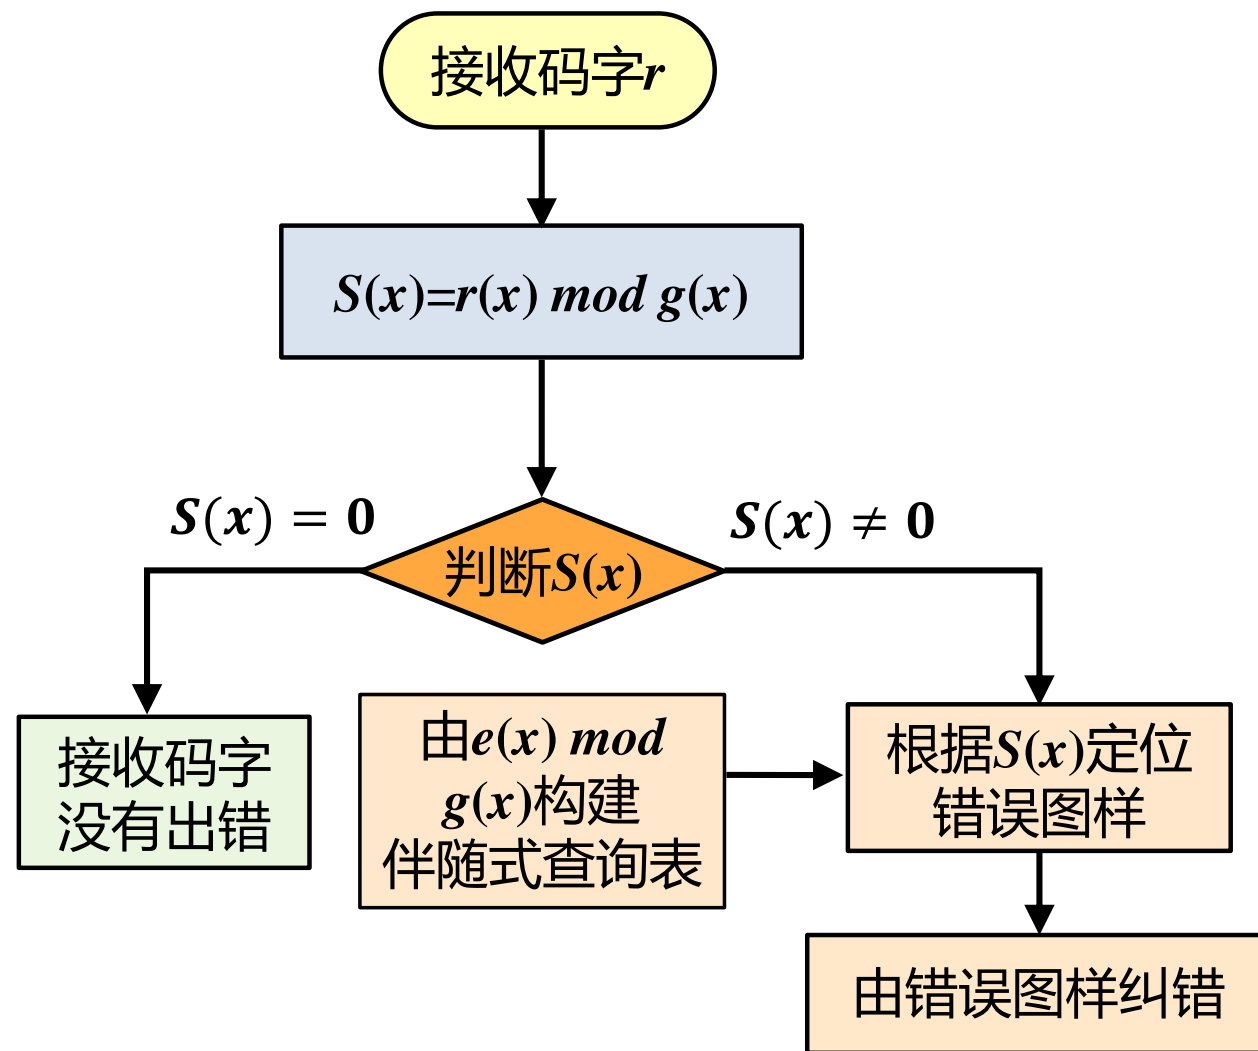 接收码字r
S(x)=r(x) mod g(x)
S(x) = 0
S(x) ≠ 0
判断S(x)
接收码字
没有出错
由e(x) mod
g(x)构建
伴随式查询表
根据S(x)定位
错误图样
由错误图样纠错